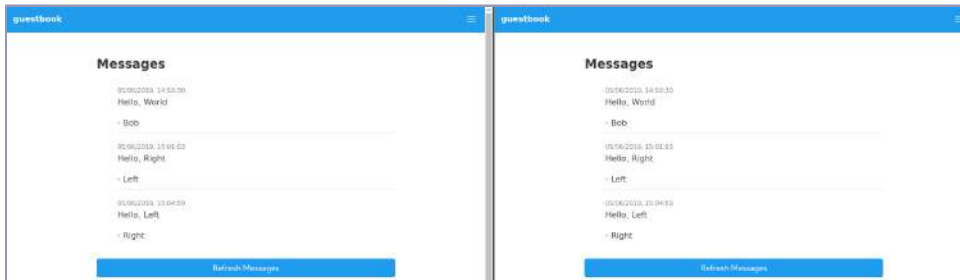 guestbook
Messages
Hello, World
- Bob
Hello, Right
- Left
Hello, Left
- Right
Refresh Messages
guestbook
Messages
Hello, World
- Bob
Hello, Right
- Left
Hello, Left
- Right
Refresh Messages